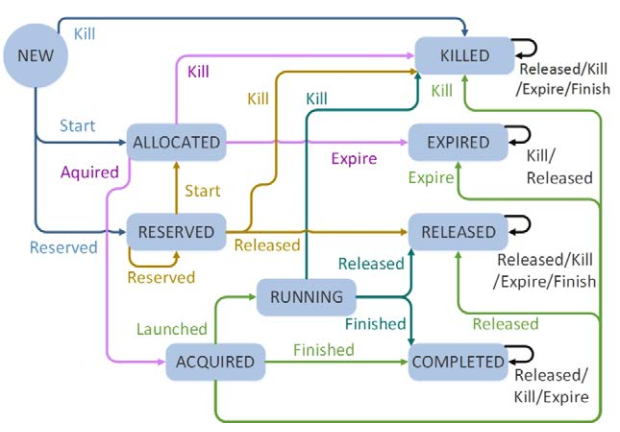 Kill
NEW
KILLED
Kill
Released/Kill
/Expire/Finish
Kill
Kill
Kill
Start
ALLOCATED
EXPIRED
Expire
Kill/
Released
Aquired
Expire
Start
RESERVED
RELEASED
Reserved
Released
Released/Kill
/Expire/Finish
Released
Reserved
RUNNING
Launched
Finished
Released
Finished
ACQUIRED
COMPLETED
Released/
Kill/Expire